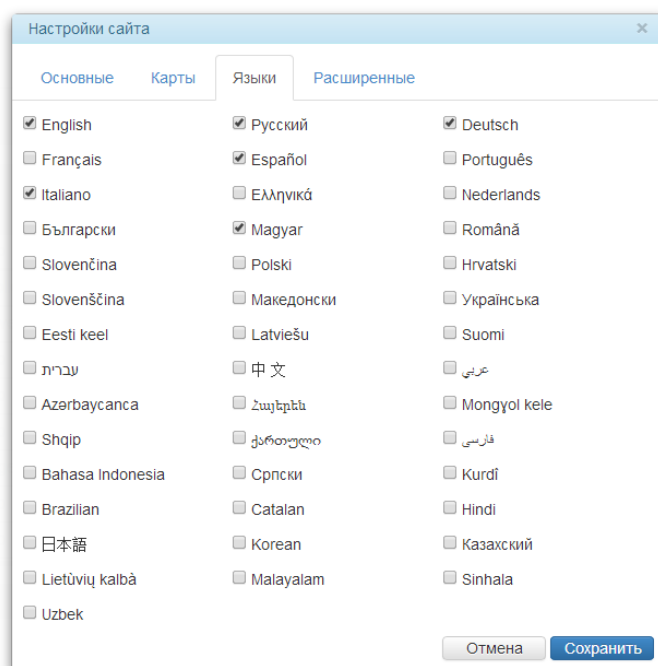 Настройки сайта ×
Основные Карты Языки Расширенные
English Русский Deutsch
Français Español Português
Italiano Ελληνικά Nederlands
Български Magyar Română
Slovenčina Polski Hrvatski
Slovenščina Македонски Українська
Eesti keel Latviešu Suomi
עברית 中 文 عربي
Azərbaycanca Հայերեն Mongɣol kele
Shqip ქართული فارسی
Bahasa Indonesia Српски Kurdî
Brazilian Catalan Hindi
日本語 Korean Казахский
Lietùvių kalbà Malayalam Sinhala
Uzbek
Отмена Сохранить